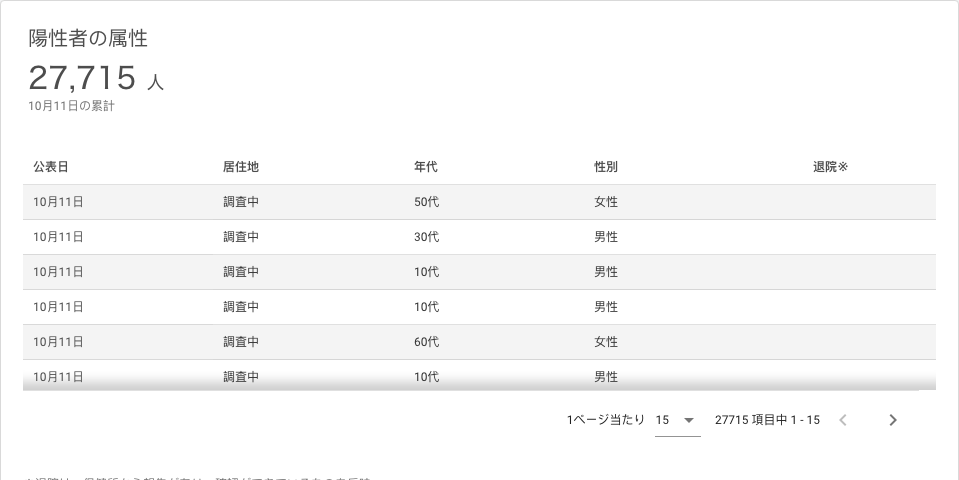 陽性者の属性
27,715 人
10月11日の累計
公表日 居住地 年代 性別 退院※
10月11日 調査中 50代 女性
10月11日 調査中 30代 男性
10月11日 調査中 10代 男性
10月11日 調査中 10代 男性
10月11日 調査中 60代 女性
10月11日 調査中 10代 男性
1ページ当たり 15 27715 項目中 1 - 15